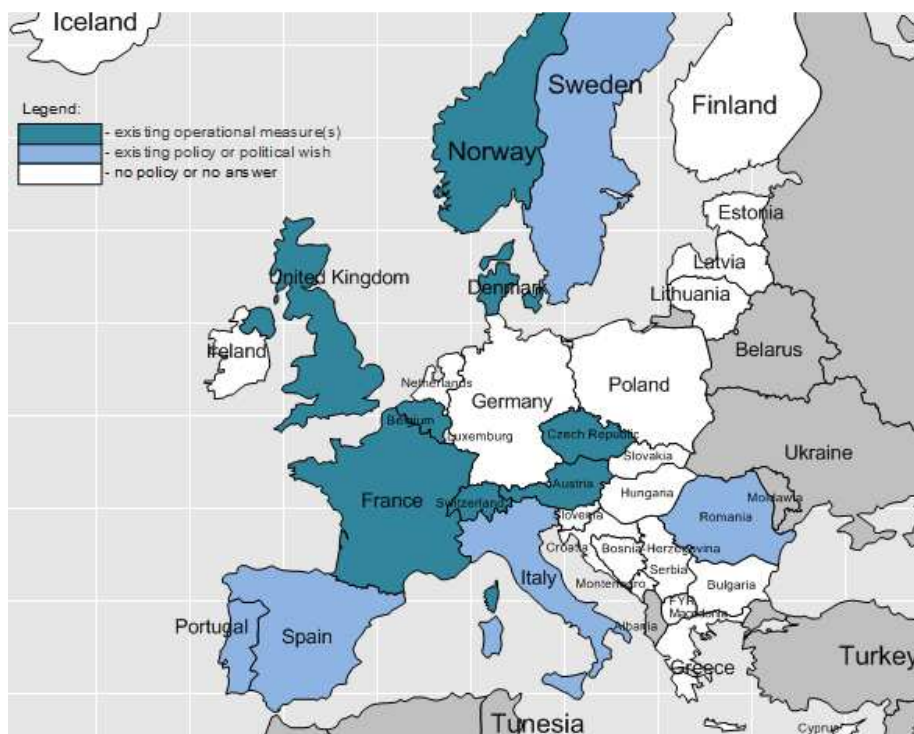 Iceland
Sweden
Finland
Legend:
- existing operational measure(s)
- existing policy or political wish
- no policy or no answer
Norway
Estonia
Latvia
United Kingdom
Denmark
Lithuania
Ireland
Belarus
Netherlands
Poland
Germany
Belgium
Luxemburg
Czech Republic
Slovakia
Ukraine
Austria
Hungaria
France
Switzerland
Moldawia
Slovenia
Romania
Croatia
Bosnia-Herzegovina
Serbia
Italy
Montenegro
Bulgaria
FYR
Macedonia
Portugal
Spain
Albania
Greece
Turkey
Tunesia
Cyprus